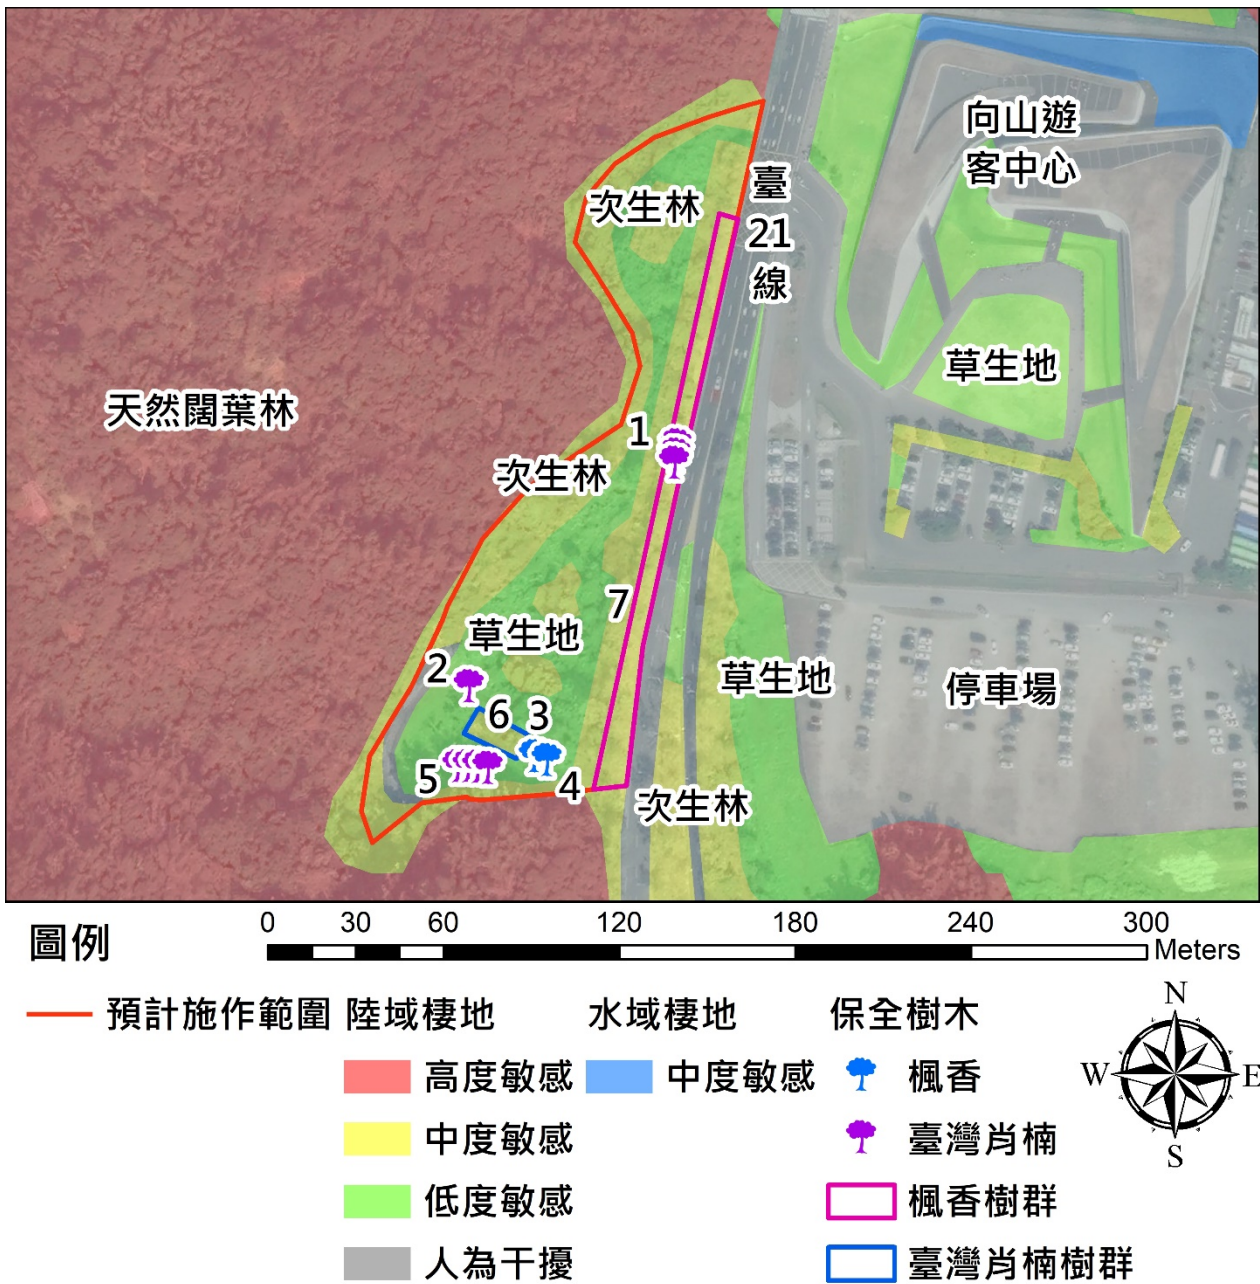 向山遊
客中心
臺
21
線
次生林
草生地
天然闊葉林
1
次生林
7
草生地
2
6
3
草生地
停車場
5
4
次生林
圖例
0 30 60 120 180 240 300
Meters
預計施作範圍
陸域棲地
高度敏感
中度敏感
低度敏感
人為干擾
水域棲地
中度敏感
保全樹木
楓香
臺灣肖楠
楓香樹群
臺灣肖楠樹群
N
W
E
S